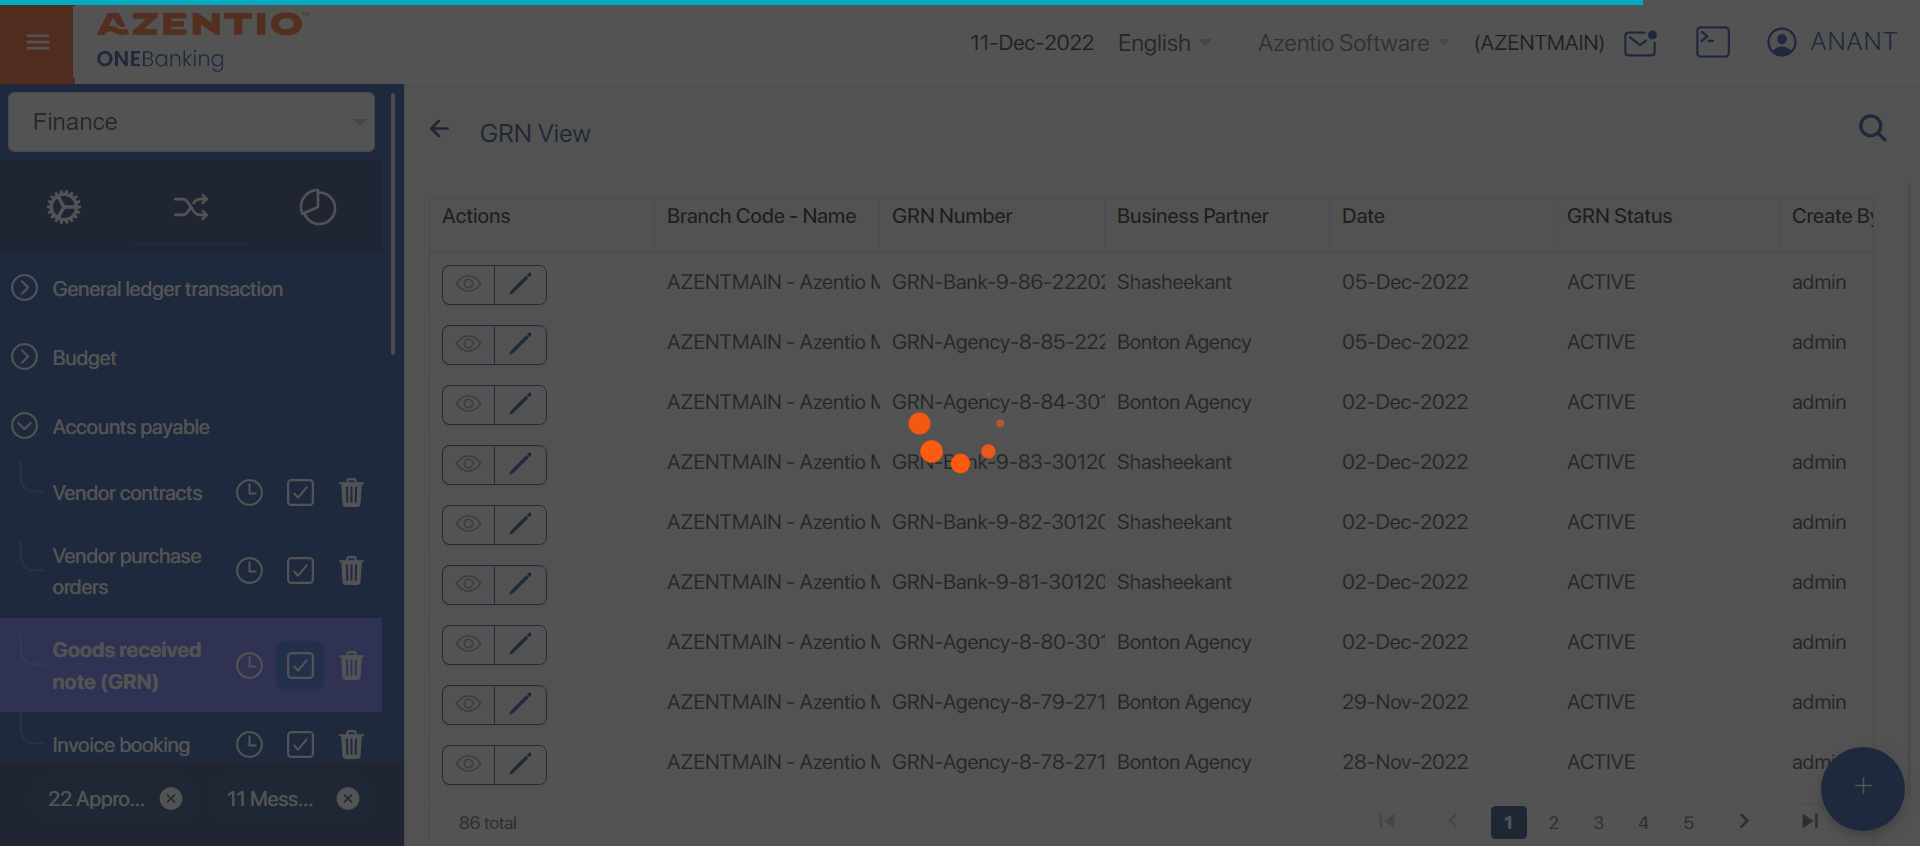 AZENTIO™
ONEBanking
11-Dec-2022 English Azentio Software (AZENTMAIN) ANANT
Finance
General ledger transaction
Budget
Accounts payable
Vendor contracts
Vendor purchase
orders
Goods received
note (GRN)
Invoice booking
22 Appro...
11 Mess...
GRN View
Actions Branch Code - Name GRN Number Business Partner Date GRN Status Create By
AZENTMAIN - Azentio M GRN-Bank-9-86-22202 Shasheekant 05-Dec-2022 ACTIVE admin
AZENTMAIN - Azentio M GRN-Agency-8-85-222 Bonton Agency 05-Dec-2022 ACTIVE admin
AZENTMAIN - Azentio M GRN-Agency-8-84-301 Bonton Agency 02-Dec-2022 ACTIVE admin
AZENTMAIN - Azentio M GRN-Bank-9-83-30120 Shasheekant 02-Dec-2022 ACTIVE admin
AZENTMAIN - Azentio M GRN-Bank-9-82-30120 Shasheekant 02-Dec-2022 ACTIVE admin
AZENTMAIN - Azentio M GRN-Bank-9-81-30120 Shasheekant 02-Dec-2022 ACTIVE admin
AZENTMAIN - Azentio M GRN-Agency-8-80-301 Bonton Agency 02-Dec-2022 ACTIVE admin
AZENTMAIN - Azentio M GRN-Agency-8-79-271 Bonton Agency 29-Nov-2022 ACTIVE admin
AZENTMAIN - Azentio M GRN-Agency-8-78-271 Bonton Agency 28-Nov-2022 ACTIVE adm
86 total 1 2 3 4 5